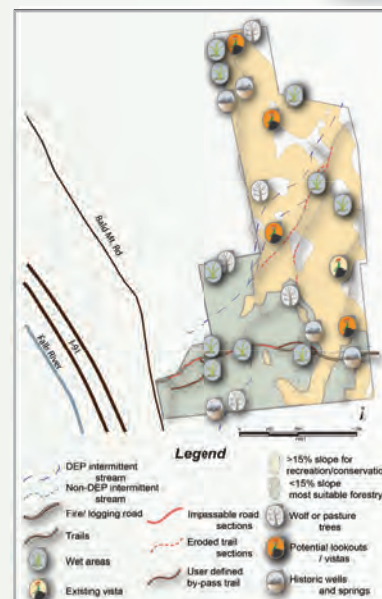 Bald Mt. Rd
I-91
Falln River
Legend
DEP intermittent
stream
Non-DEP intermittent
stream
Fire/ logging road
Trails
Wet areas
Existing vista
Impassable road
sections
Eroded trail
sections
User defined
by-pass trail
>15% slope for
recreation/conservation
<15% slope
most suitable forestry
Wolf or pasture
trees
Potential lookouts
/ vistas
Historic wells
and springs